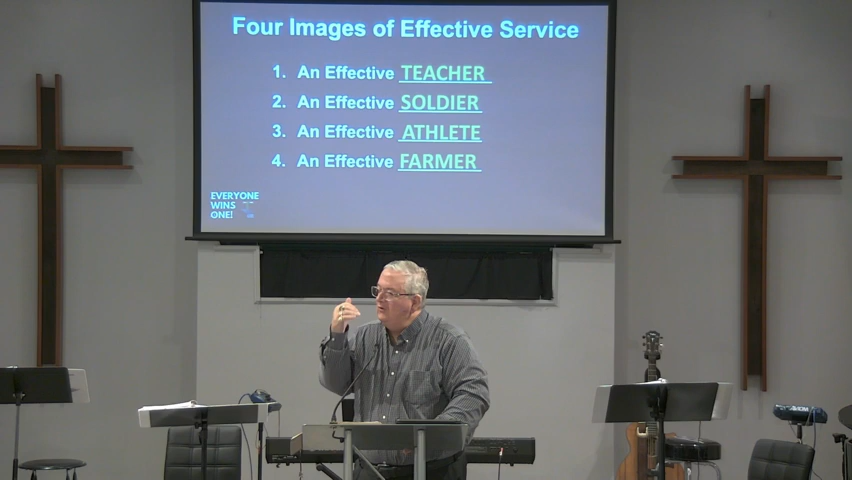 Four Images of Effective Service
1. An Effective TEACHER
2. An Effective SOLDIER
3. An Effective ATHLETE
4. An Effective FARMER
EVERYONE
WINS
ONE!